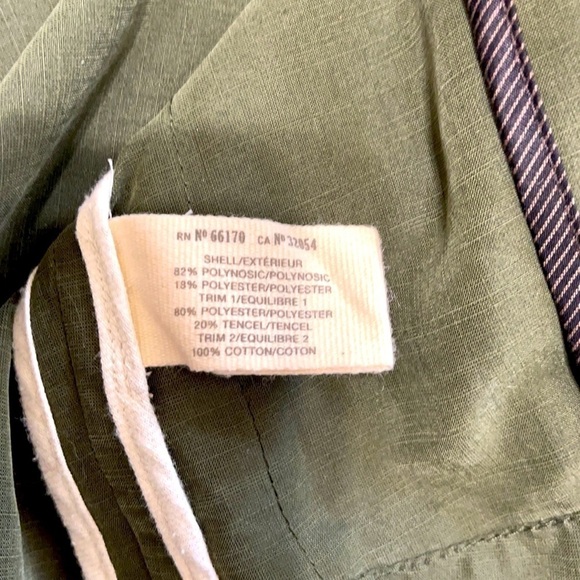 RN Nº 66170 CA Nº 32054
SHELL/EXTÉRIEUR
82% POLYNOSIC/POLYNOSIC
18% POLYESTER/POLYESTER
TRIM 1/EQUILIBRE 1
80% POLYESTER/POLYESTER
20% TENCEL/TENCEL
TRIM 2/EQUILIBRE 2
100% COTTON/COTON